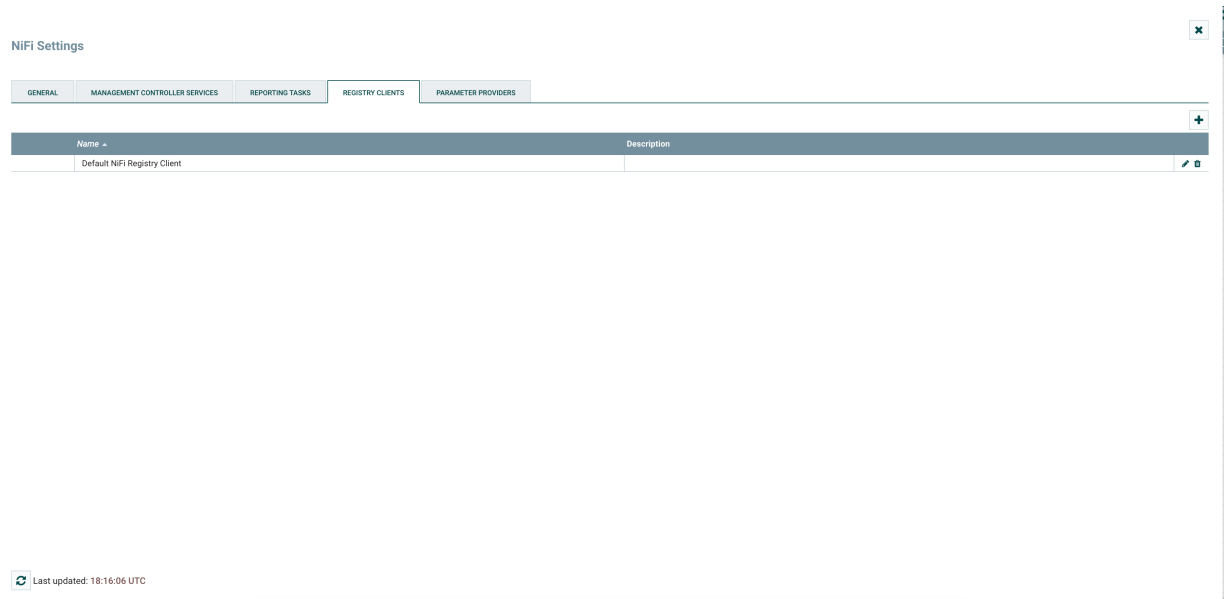 NiFi Settings
GENERAL MANAGEMENT CONTROLLER SERVICES REPORTING TASKS REGISTRY CLIENTS PARAMETER PROVIDERS
Name Description
Default NiFi Registry Client
Last updated: 18:16:06 UTC